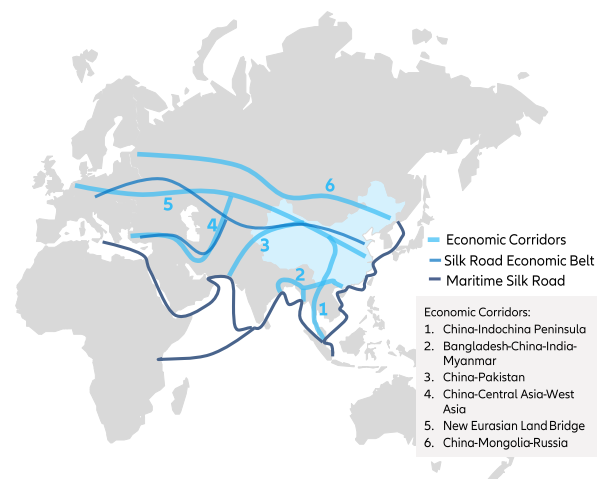 6
5
4
3
2
1
Economic Corridors
Silk Road Economic Belt
Maritime Silk Road
Economic Corridors:
1. China-Indochina Peninsula
2. Bangladesh-China-India-
Myanmar
3. China-Pakistan
4. China-Central Asia-West
Asia
5. New Eurasian Land Bridge
6. China-Mongolia-Russia